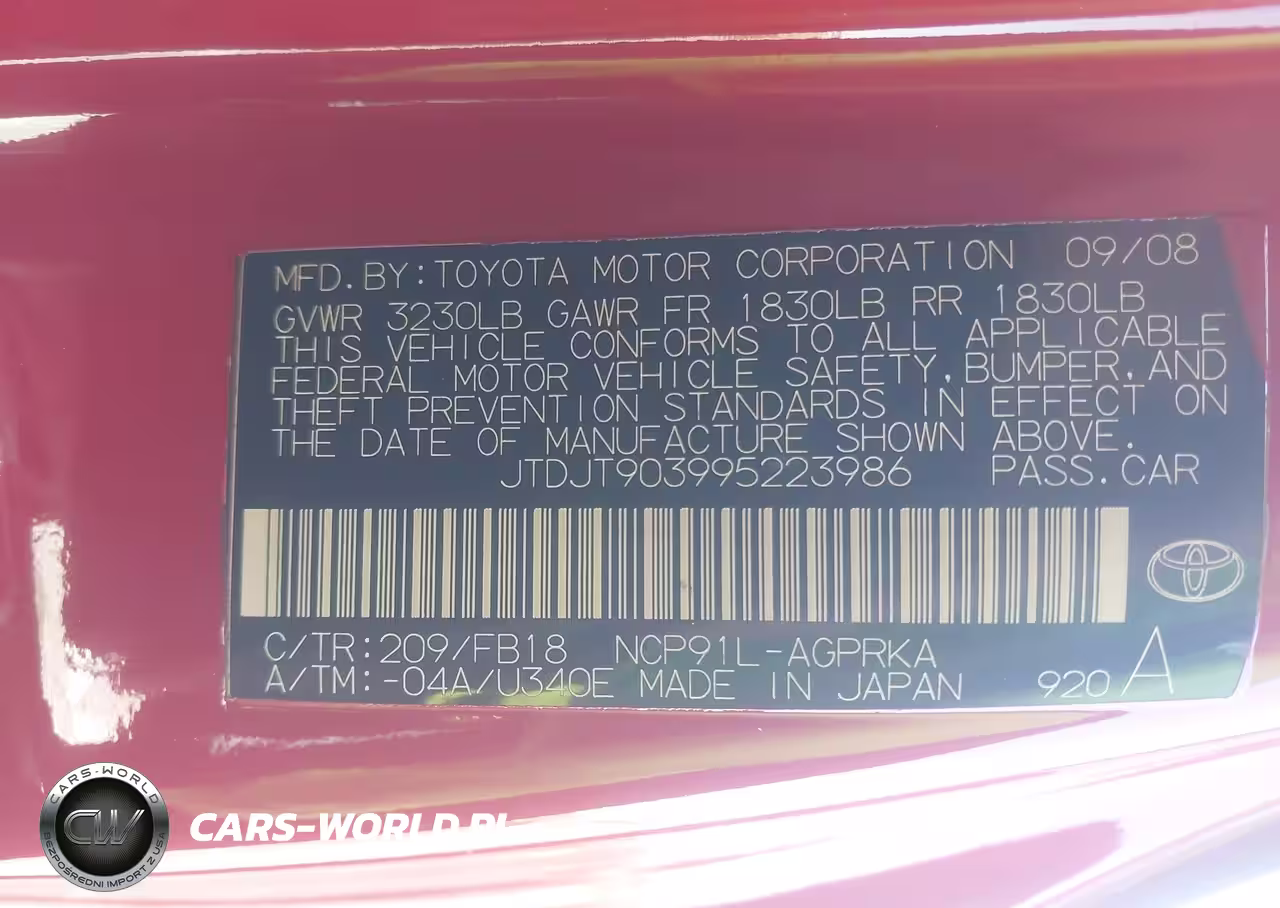 MFD.BY:TOYOTA MOTOR CORPORATION 09/08
GVWR 3230LB GAWR FR 1830LB RR 1830LB
THIS VEHICLE CONFORMS TO ALL APPLICABLE
FEDERAL MOTOR VEHICLE SAFETY,BUMPER,AND
THEFT PREVENTION STANDARDS IN EFFECT ON
THE DATE OF MANUFACTURE SHOWN ABOVE.
JTDJT903995223986 PASS.CAR
C/TR:209/FB18 NCP91L-AGPRKA
A/TM:-04A/U340E MADE IN JAPAN 920 A
CARS-WORLD
CW
BEZPOŚREDNI IMPORT Z USA
CARS-WORLD.PL